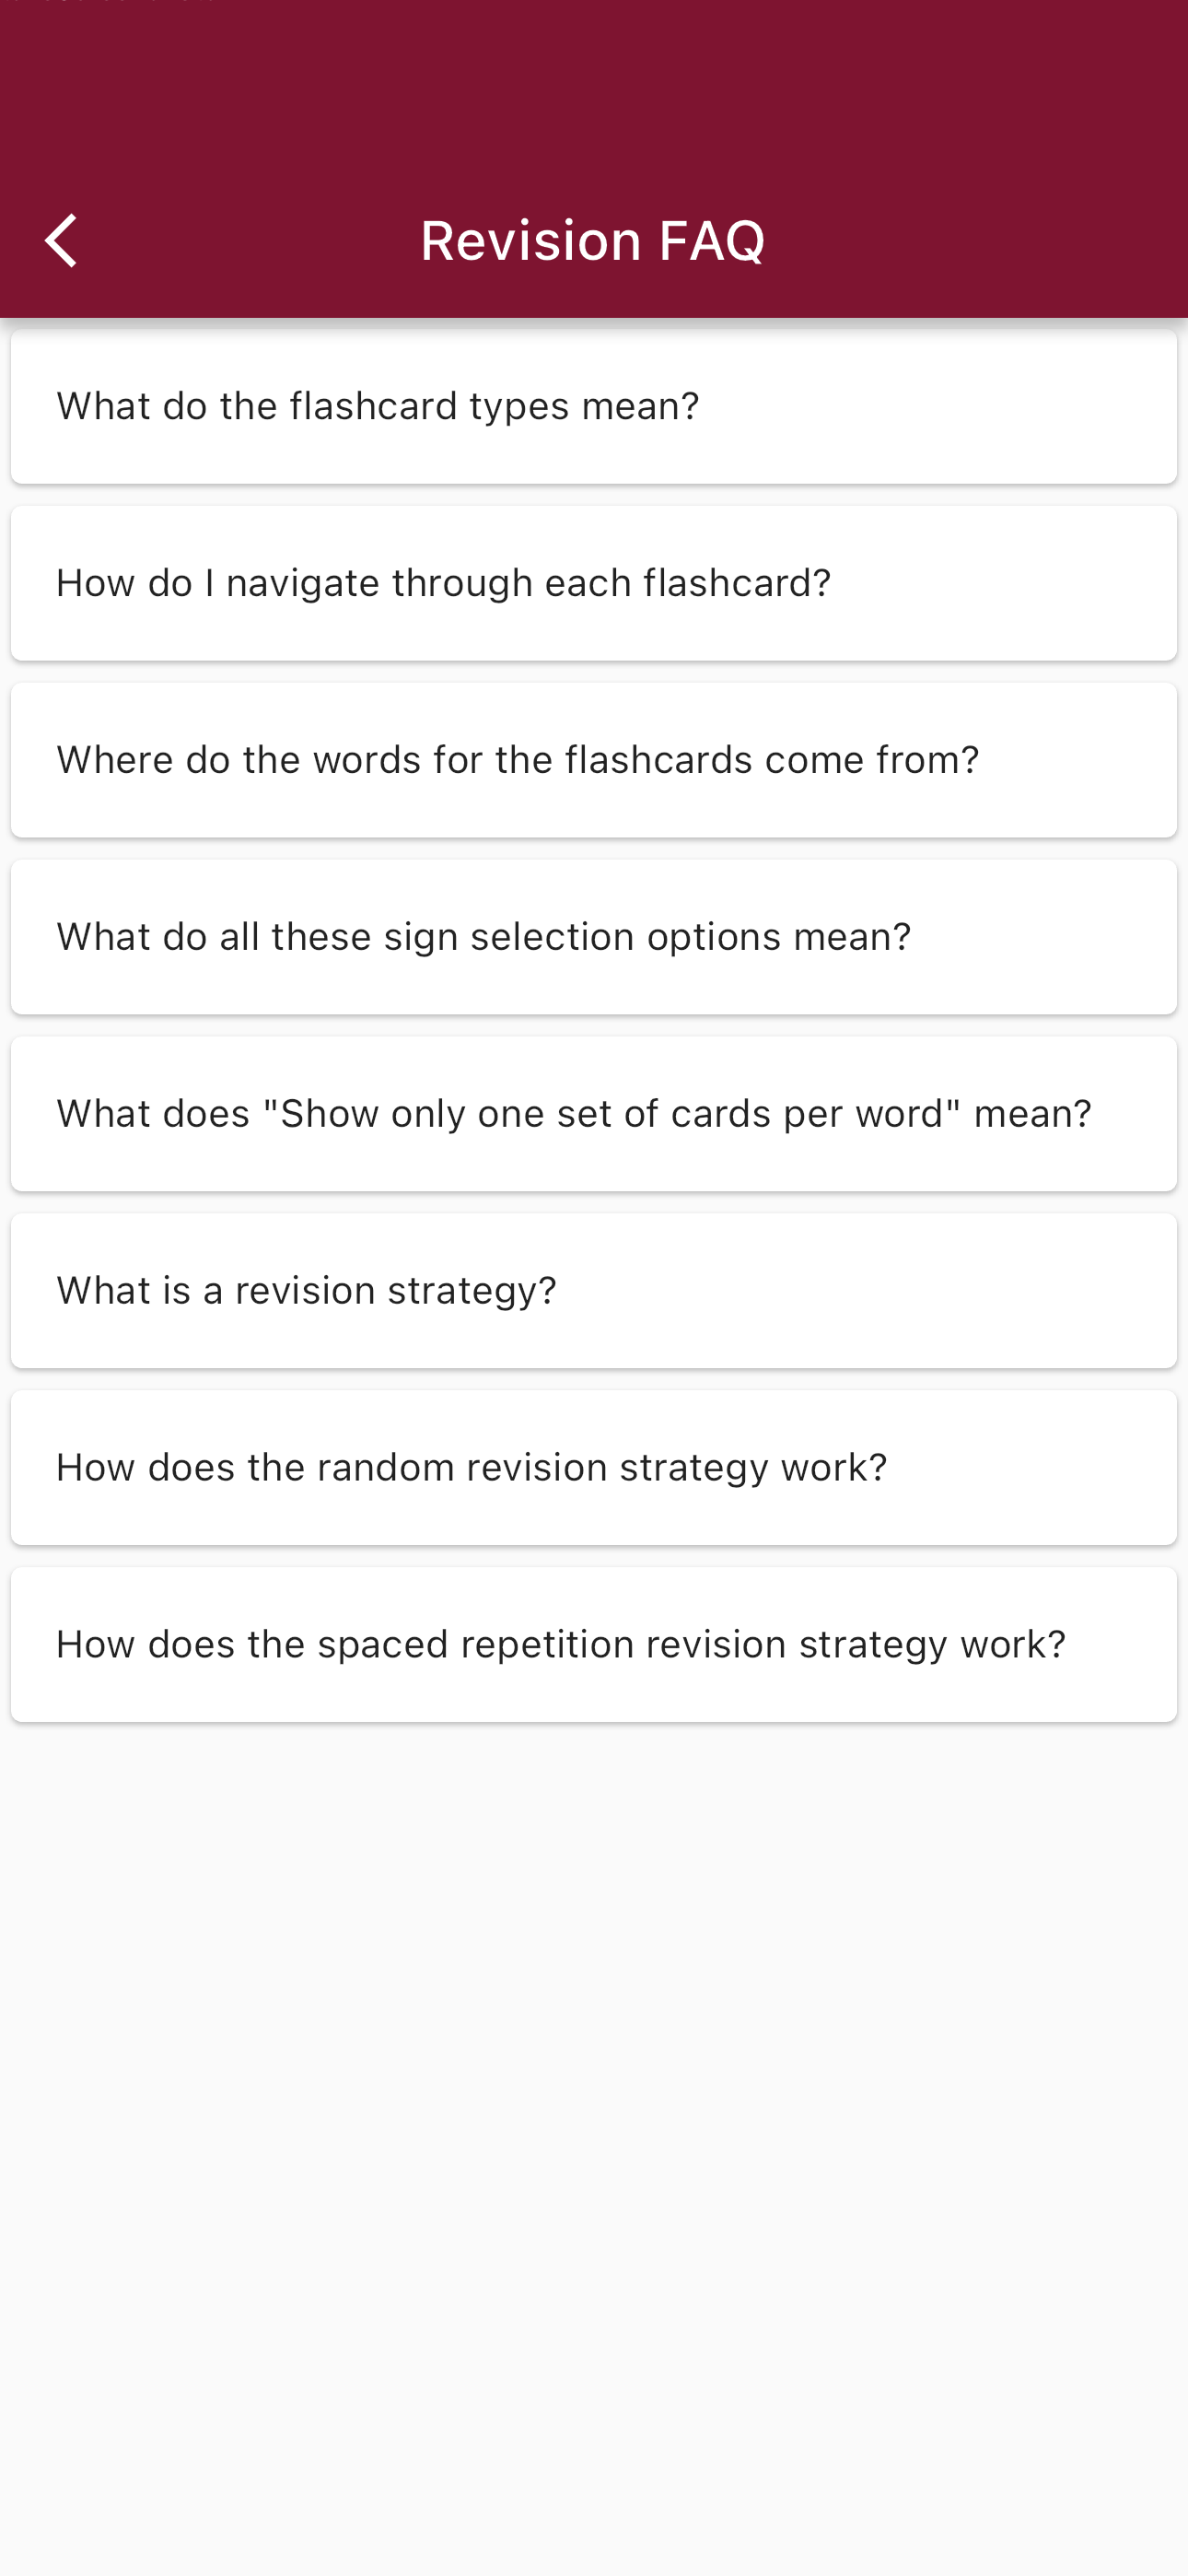 Revision FAQ
What do the flashcard types mean?
How do I navigate through each flashcard?
Where do the words for the flashcards come from?
What do all these sign selection options mean?
What does "Show only one set of cards per word" mean?
What is a revision strategy?
How does the random revision strategy work?
How does the spaced repetition revision strategy work?